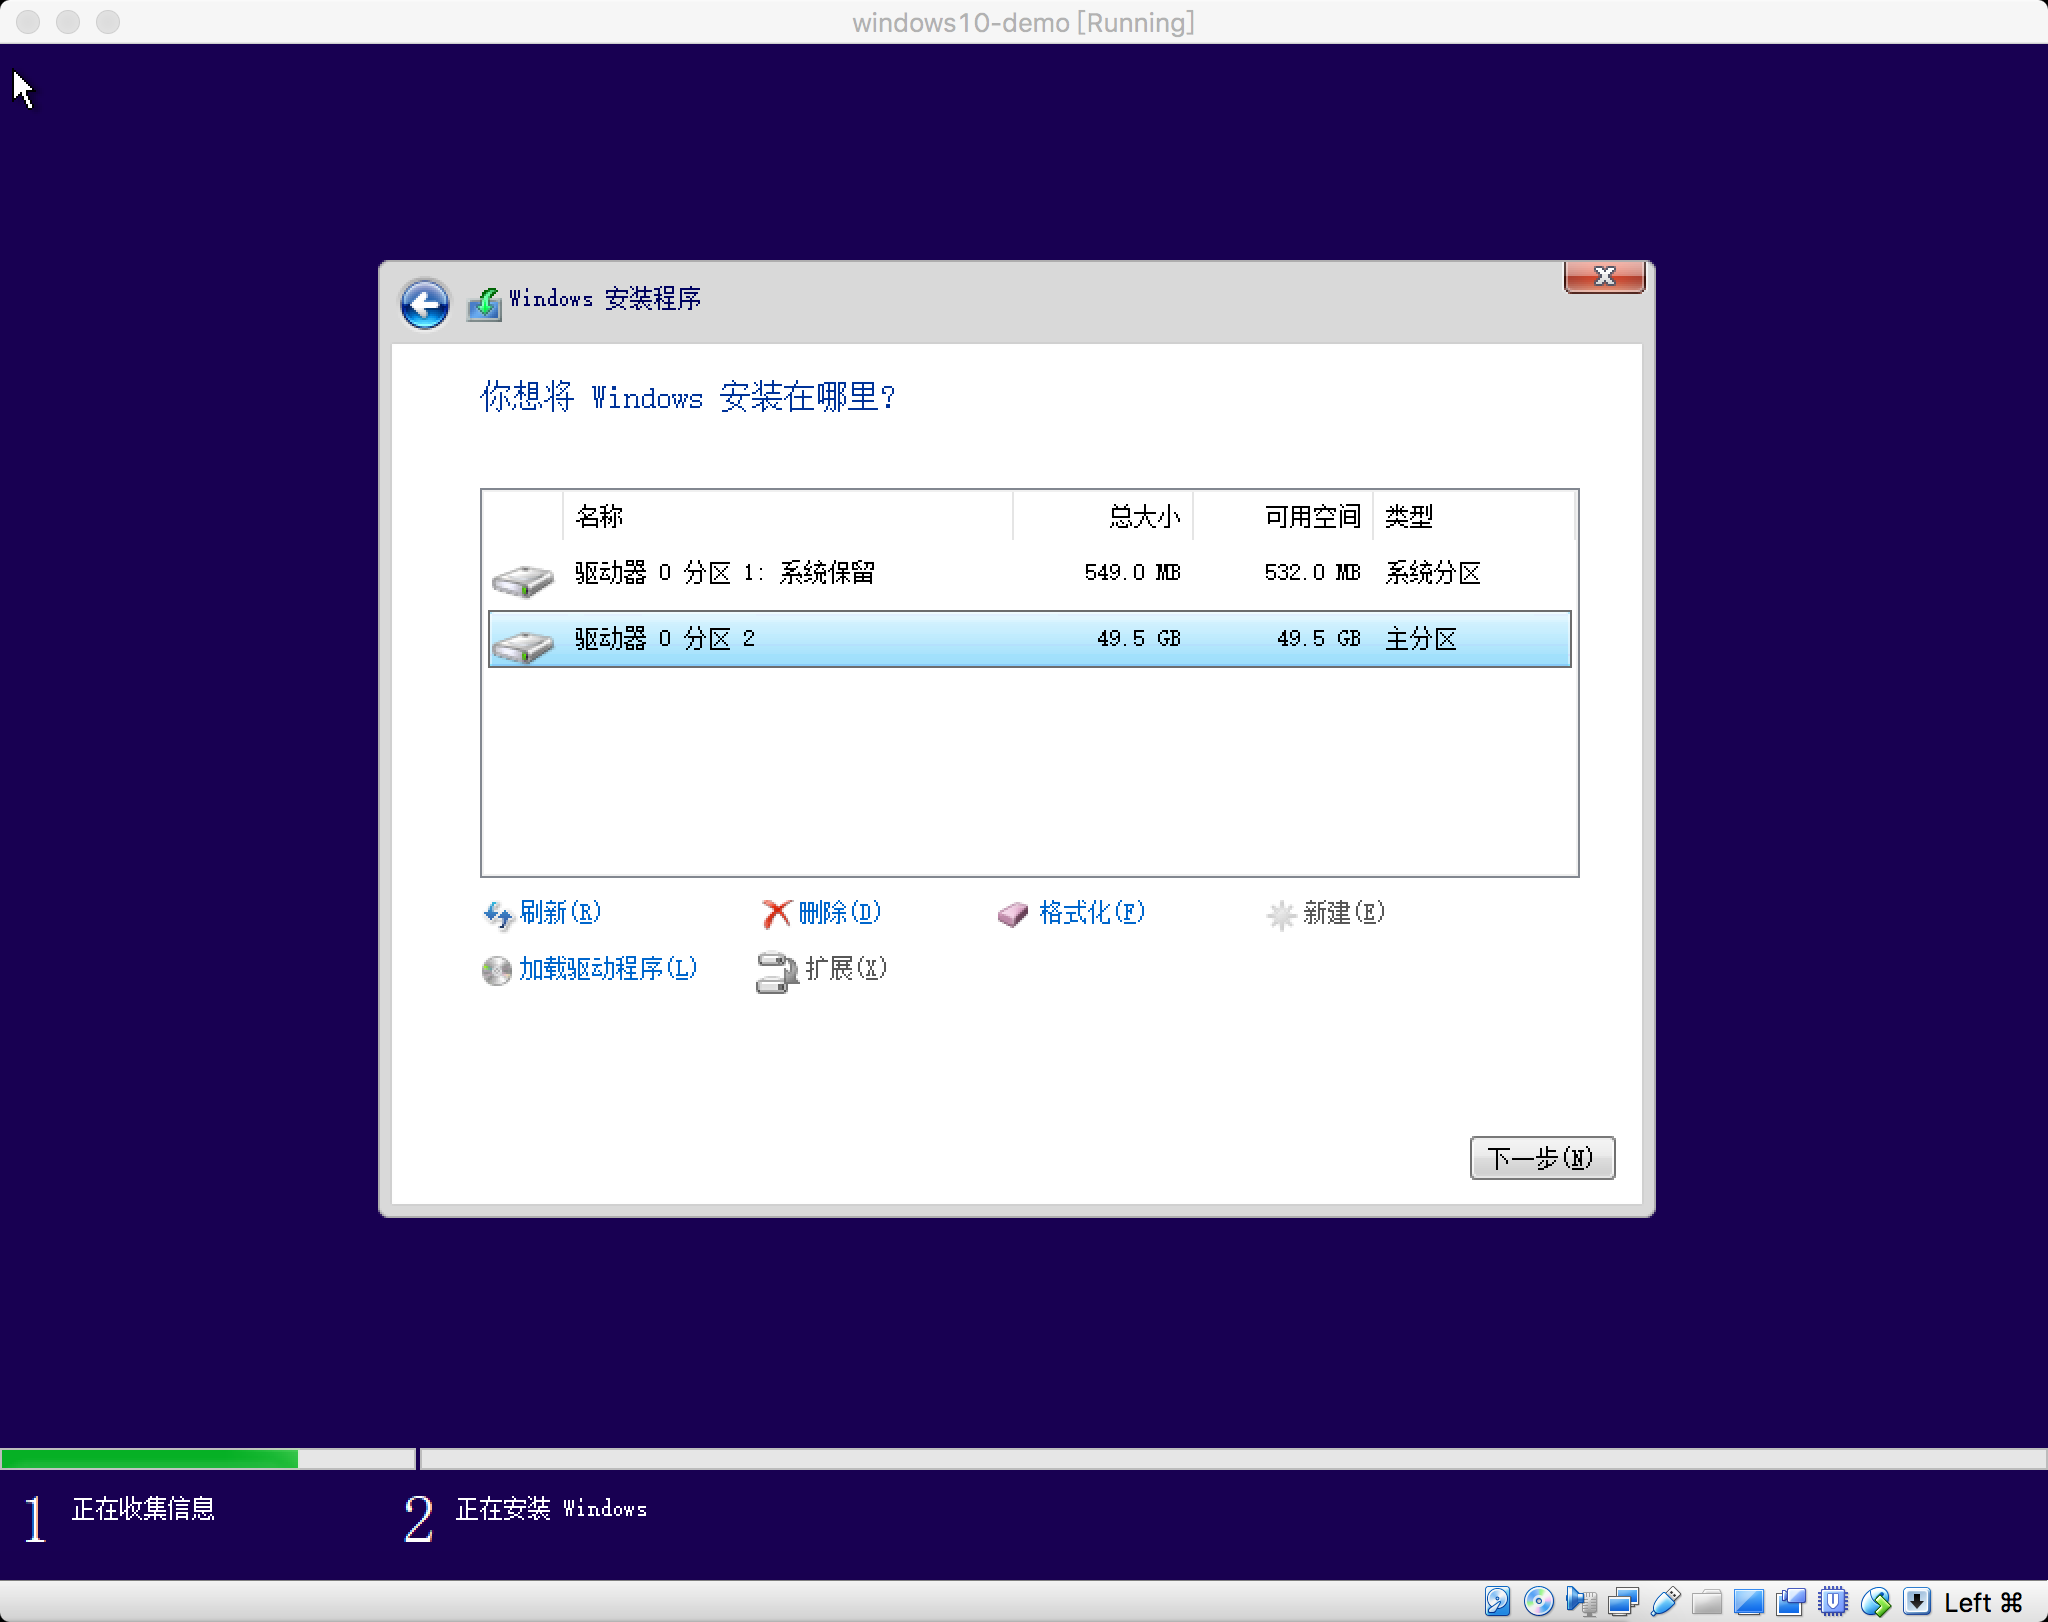 windows10-demo [Running]
Windows 安装程序
你想将 Windows 安装在哪里?
名称 总大小 可用空间 类型
驱动器 0 分区 1: 系统保留 549.0 MB 532.0 MB 系统分区
驱动器 0 分区 2 49.5 GB 49.5 GB 主分区
刷新(R) 删除(D) 格式化(F) 新建(E)
加载驱动程序(L) 扩展(X)
下一步(N)
1 正在收集信息 2 正在安装 Windows
Left ⌘